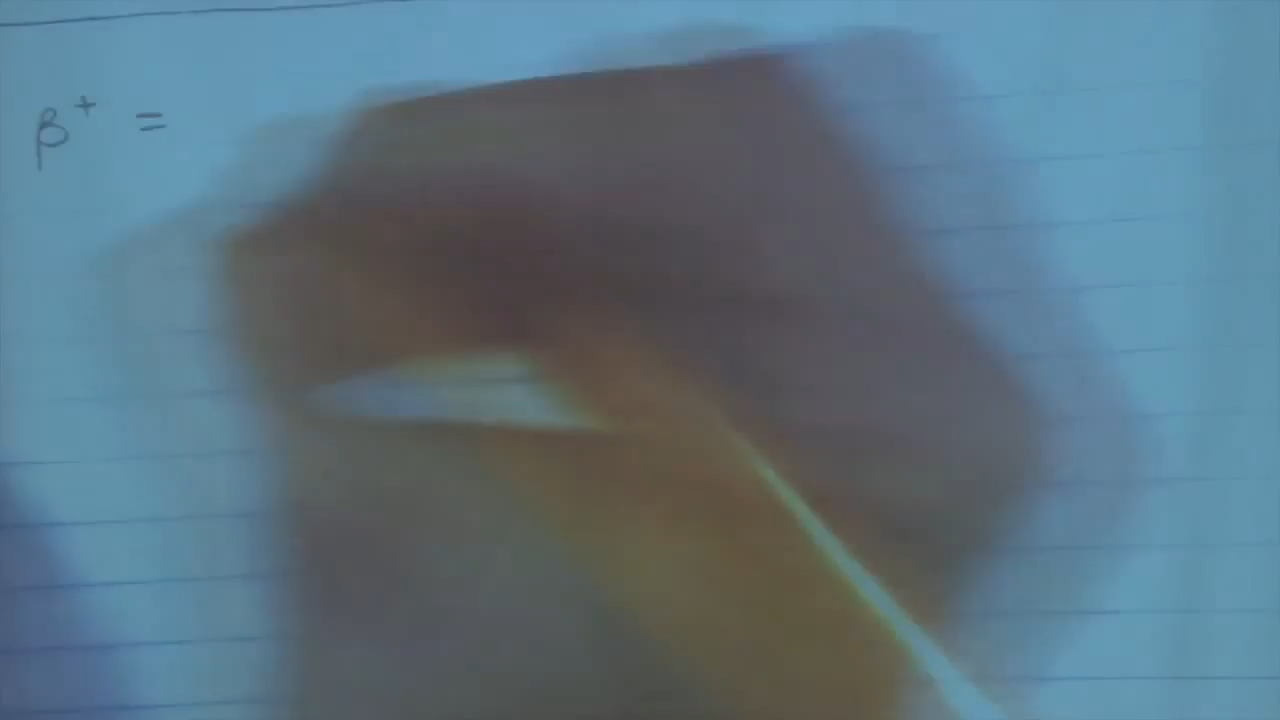 β⁺ =